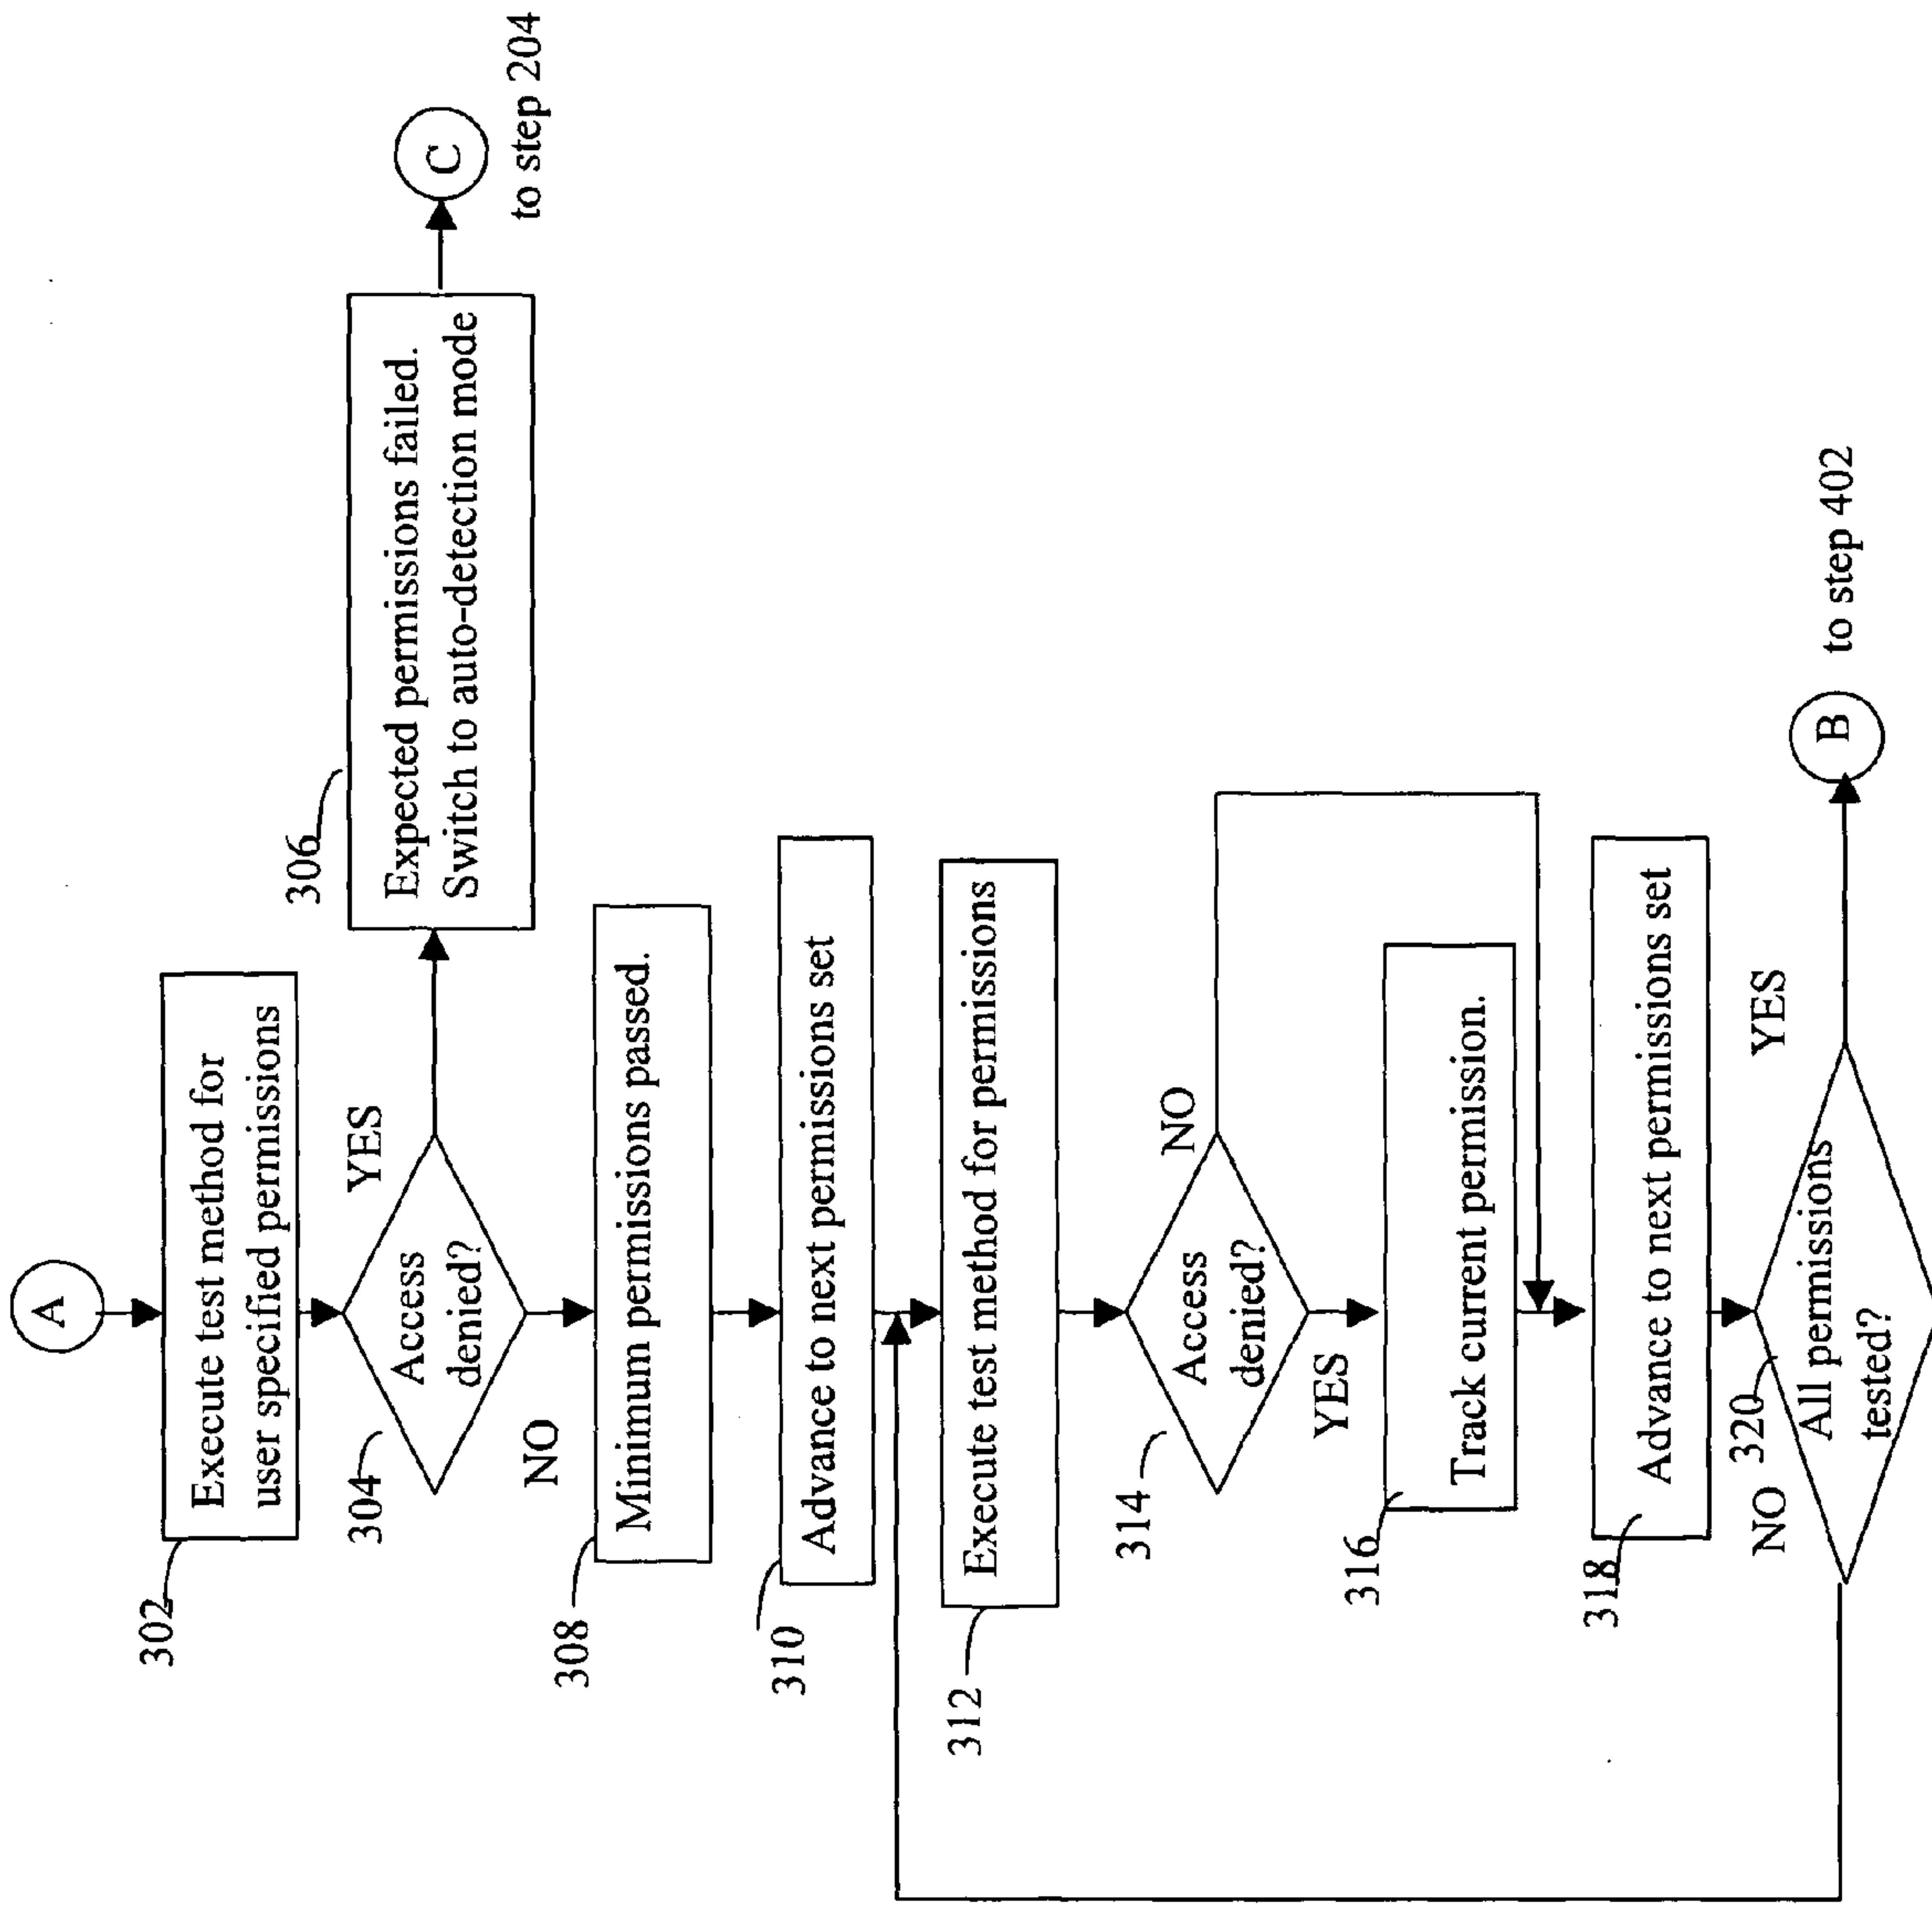 A
302
Execute test method for
user specified permissions
304
Access
denied?
YES
306
Expected permissions failed.
Switch to auto-detection mode
C
to step 204
NO
308
Minimum permissions passed.
310
Advance to next permissions set
312
Execute test method for permissions
314
Access
denied?
NO
YES
316
Track current permission.
318
Advance to next permissions set
NO
320
All permissions
tested?
YES
B
to step 402